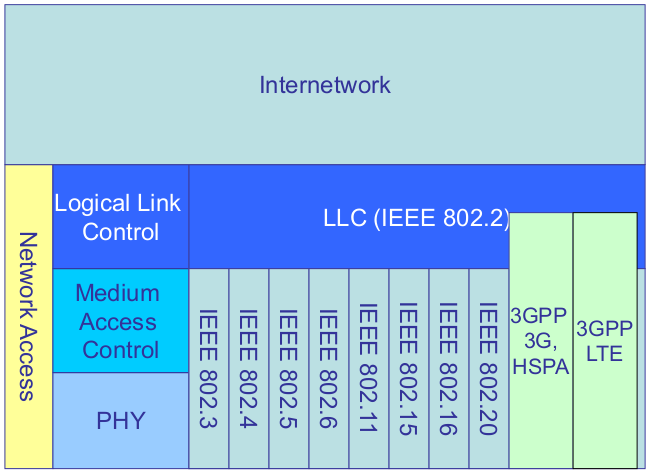 Internetwork
Network Access
Logical Link
Control
LLC (IEEE 802.2)
Medium
Access
Control
PHY
IEEE 802.3
IEEE 802.4
IEEE 802.5
IEEE 802.6
IEEE 802.11
IEEE 802.15
IEEE 802.16
IEEE 802.20
3GPP
3G,
HSPA
3GPP
LTE